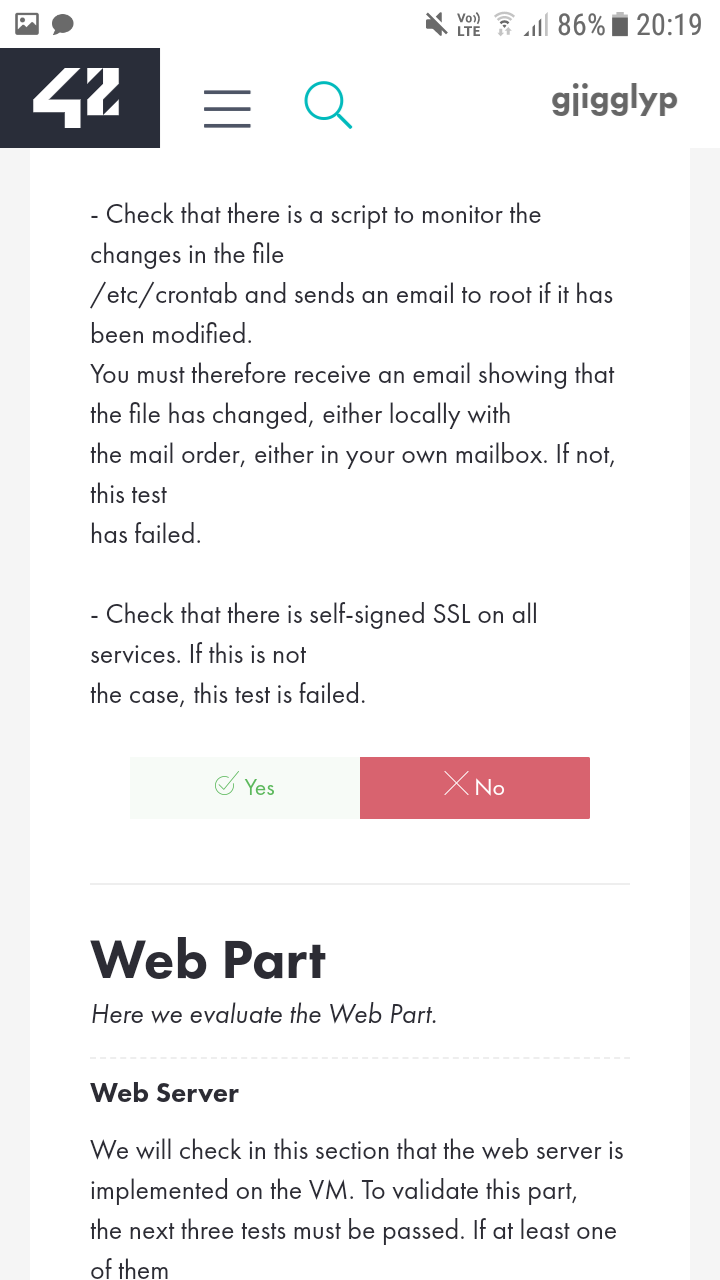 Vo))
LTE
86%
20:19
42
gjigglyp
- Check that there is a script to monitor the
changes in the file
/etc/crontab and sends an email to root if it has
been modified.
You must therefore receive an email showing that
the file has changed, either locally with
the mail order, either in your own mailbox. If not,
this test
has failed.
- Check that there is self-signed SSL on all
services. If this is not
the case, this test is failed.
Yes
No
Web Part
Here we evaluate the Web Part.
Web Server
We will check in this section that the web server is
implemented on the VM. To validate this part,
the next three tests must be passed. If at least one
of them